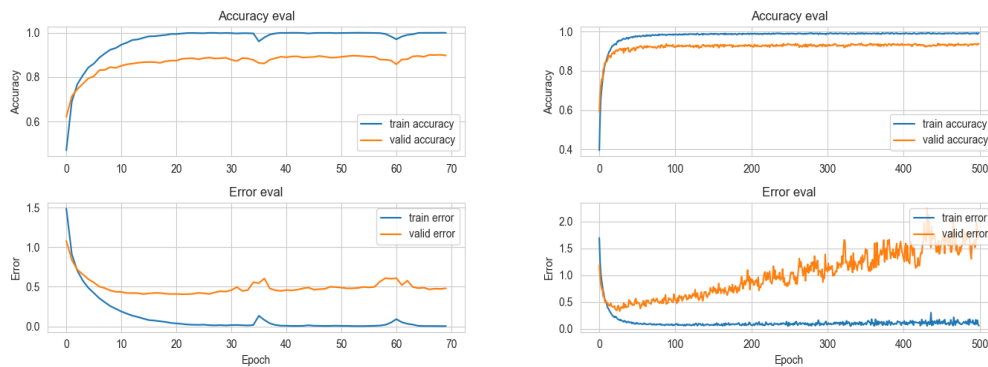 Accuracy eval
Accuracy
1.0
0.8
0.6
train accuracy
valid accuracy
0 10 20 30 40 50 60 70
Error eval
Error
1.5
1.0
0.5
0.0
train error
valid error
0 10 20 30 40 50 60 70
Epoch
Accuracy eval
Accuracy
1.0
0.8
0.6
0.4
train accuracy
valid accuracy
0 100 200 300 400 500
Error eval
Error
2.0
1.5
1.0
0.5
0.0
train error
valid error
0 100 200 300 400 500
Epoch